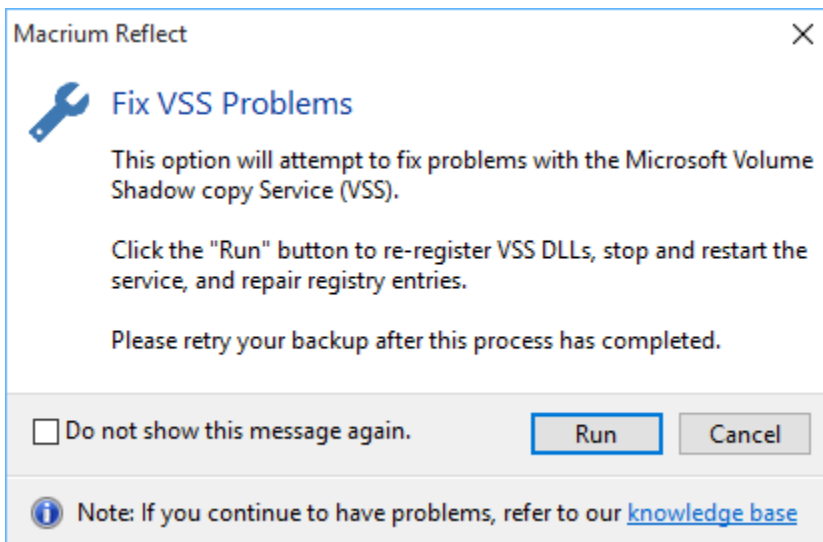 Macrium Reflect
Fix VSS Problems
This option will attempt to fix problems with the Microsoft Volume
Shadow copy Service (VSS).
Click the "Run" button to re-register VSS DLLs, stop and restart the
service, and repair registry entries.
Please retry your backup after this process has completed.
Do not show this message again.
Run
Cancel
Note: If you continue to have problems, refer to our knowledge base